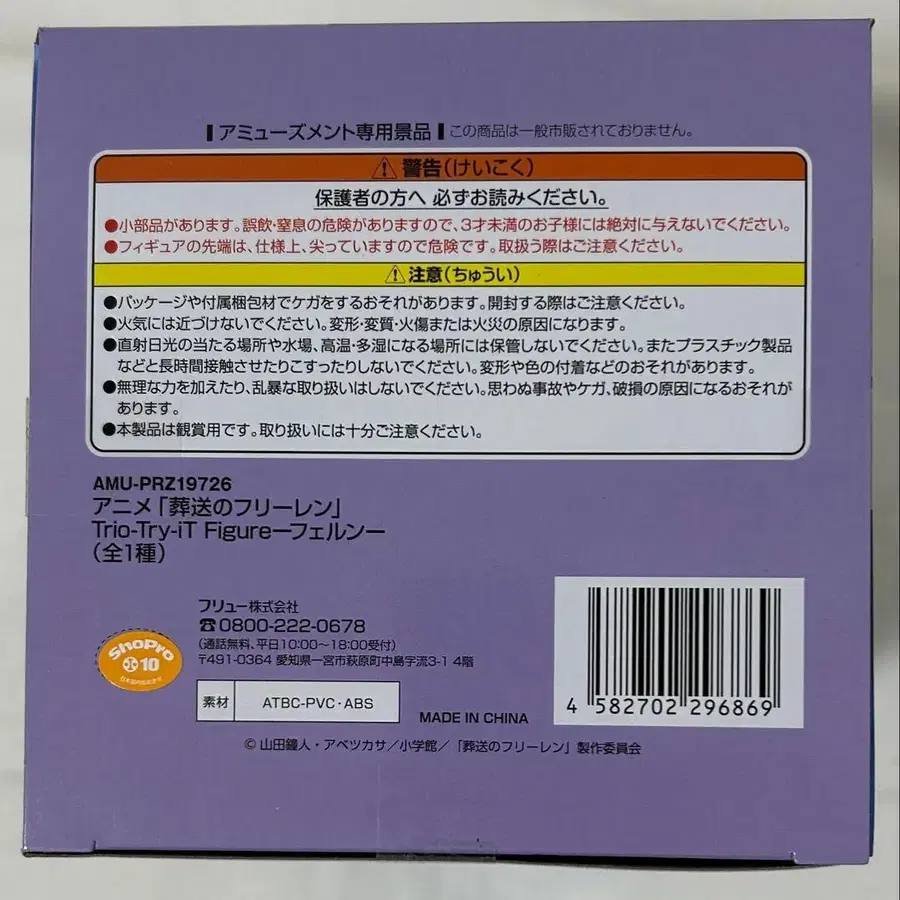 アミューズメント専用景品 この商品は一般市販されておりません。
警告(けいこく)
保護者の方へ 必ずお読みください。
●小部品があります。誤飲・窒息の危険がありますので、3才未満のお子様には絶対に与えないでください。
●フィギュアの先端は、仕様上、尖っていますので危険です。取扱う際はご注意ください。
注意(ちゅうい)
●パッケージや付属梱包材でケガをするおそれがあります。開封する際はご注意ください。
●火気には近づけないでください。変形・変質・火傷または火災の原因になります。
●直射日光の当たる場所や水場、高温・多湿になる場所には保管しないでください。またプラスチック製品
などと長時間接触させたりこすったりしないでください。変形や色の付着などのおそれがあります。
●無理な力を加えたり、乱暴な取り扱いはしないでください。思わぬ事故やケガ、破損の原因になるおそれが
あります。
●本製品は観賞用です。取り扱いには十分ご注意ください。
AMU-PRZ19726
アニメ「葬送のフリーレン」
Trio-Try-iT Figureーフェルンー
(全1種)
フリュー株式会社
☎0800-222-0678
(通話無料、平日10:00〜18:00受付)
〒491-0364 愛知県一宮市萩原町中島字流3-1 4階
ShoPro
10
素材 ATBC-PVC・ABS
MADE IN CHINA
4 582702 296869
© 山田鐘人・アベツカサ/小学館/「葬送のフリーレン」製作委員会